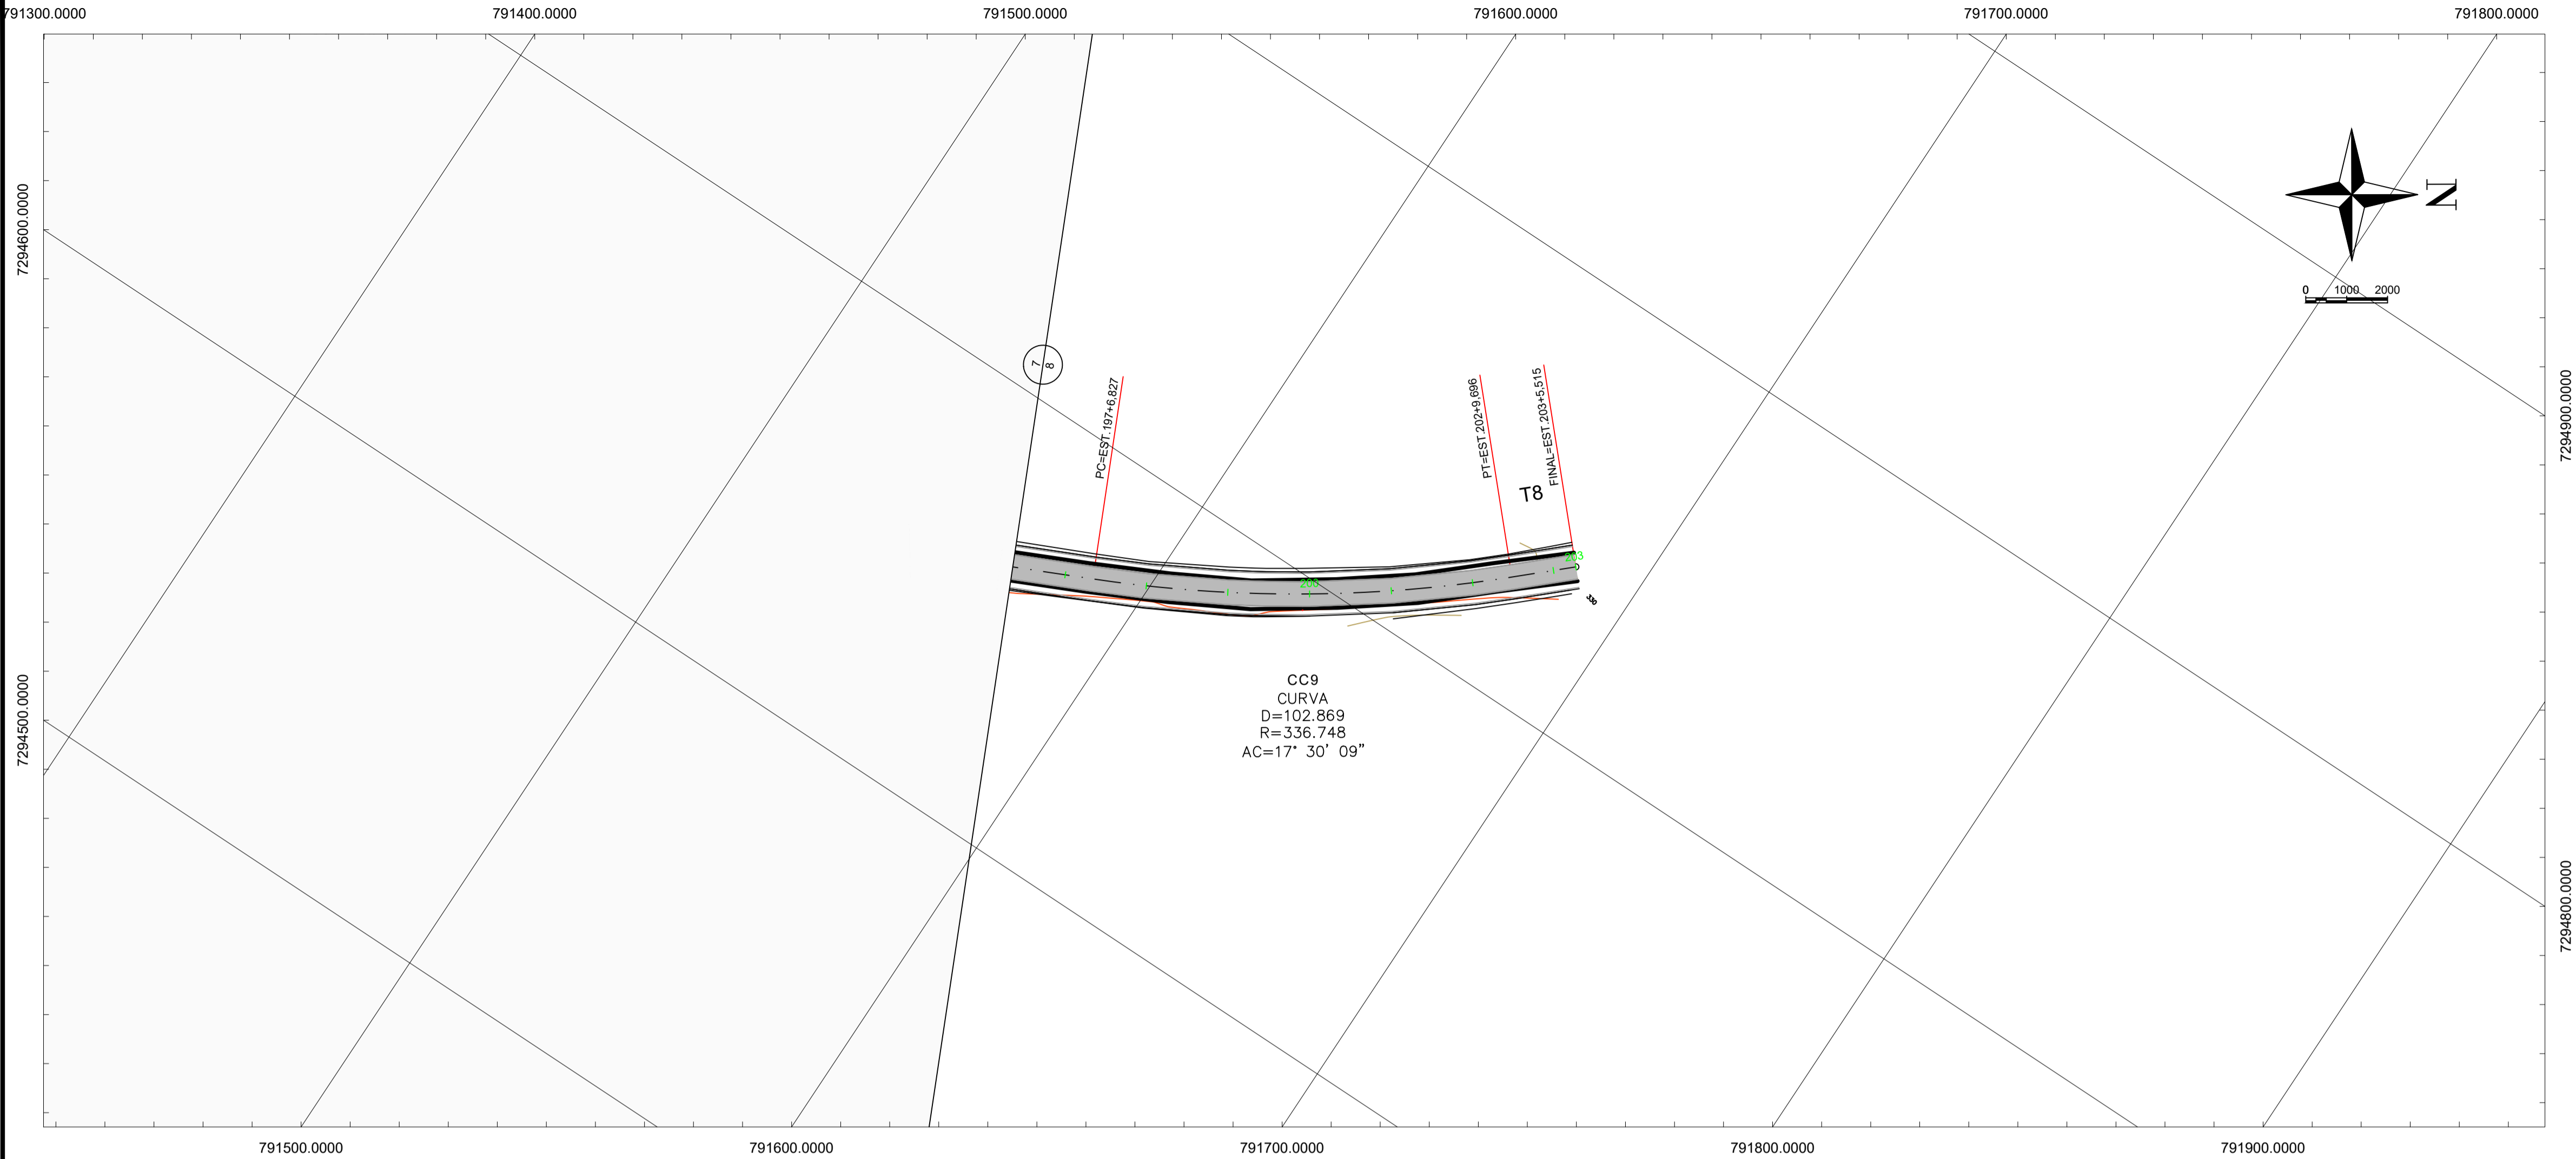 791300.0000
791400.0000
791500.0000
791600.0000
791700.0000
791800.0000
7294600.0000
7294500.0000
7294900.0000
7294800.0000
N
0 1000 2000
7
8
PC=EST.197+6,827
PT=EST.202+9,696
FINAL=EST.203+5,515
T8
200
203
330
CC9
CURVA
D=102.869
R=336.748
AC=17° 30' 09"
791500.0000
791600.0000
791700.0000
791800.0000
791900.0000